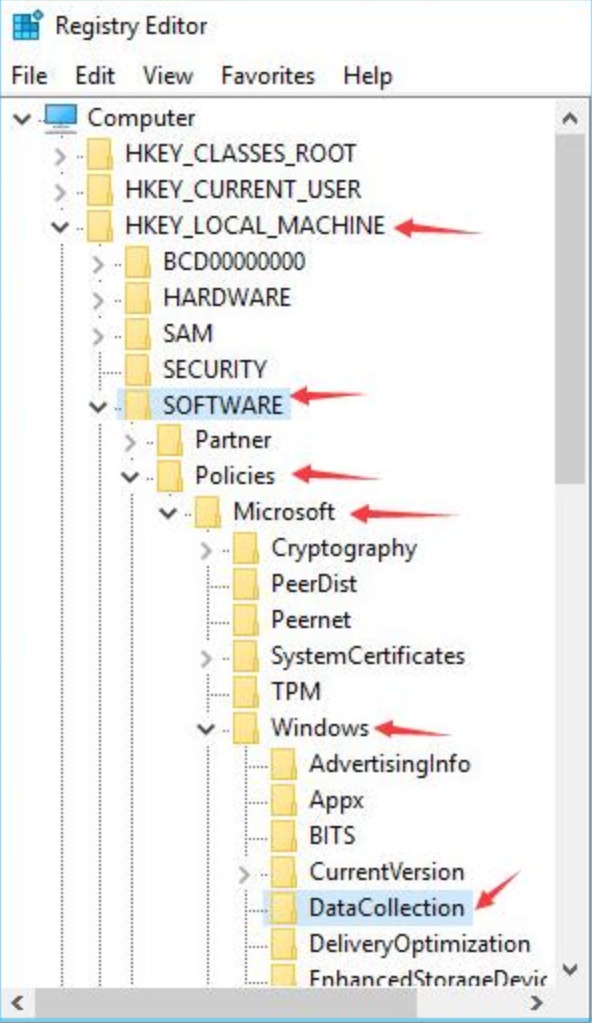 Registry Editor
File Edit View Favorites Help
Computer
HKEY_CLASSES_ROOT
HKEY_CURRENT_USER
HKEY_LOCAL_MACHINE
BCD00000000
HARDWARE
SAM
SECURITY
SOFTWARE
Partner
Policies
Microsoft
Cryptography
PeerDist
Peernet
SystemCertificates
TPM
Windows
AdvertisingInfo
Appx
BITS
CurrentVersion
DataCollection
DeliveryOptimization
EnhancedStorageDevic